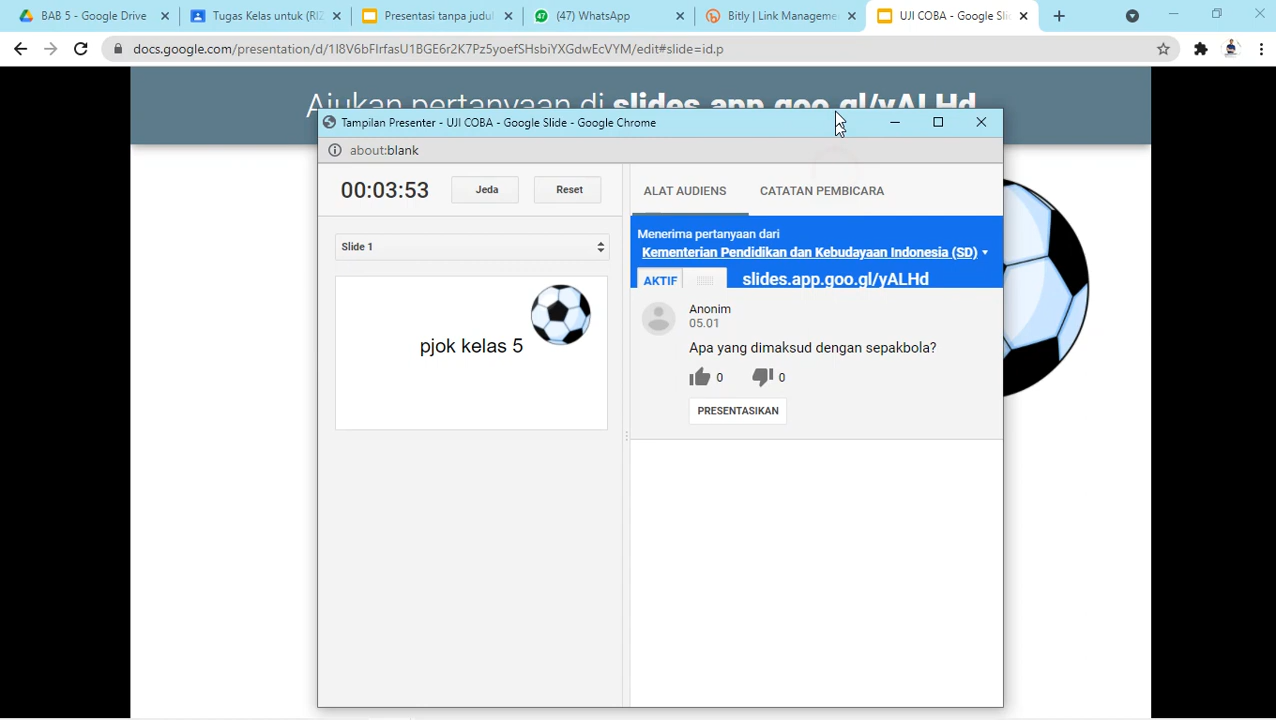 BAB 5 - Google Drive
Tugas Kelas untuk (RIZ
Presentasi tanpa judul
(47) WhatsApp
Bitly | Link Manageme
UJI COBA - Google Sli
docs.google.com/presentation/d/1I8V6bFIrfasU1BGE6r2K7Pz5yoefSHsbiYXGdwEcVYM/edit#slide=id.p
Ajukan pertanyaan di slides.app.goo.gl/yALHd
Tampilan Presenter - UJI COBA - Google Slide - Google Chrome
about:blank
00:03:53
Jeda
Reset
ALAT AUDIENS
CATATAN PEMBICARA
Slide 1
pjok kelas 5
Menerima pertanyaan dari
Kementerian Pendidikan dan Kebudayaan Indonesia (SD)
AKTIF
slides.app.goo.gl/yALHd
Anonim
05.01
Apa yang dimaksud dengan sepakbola?
0
0
PRESENTASIKAN